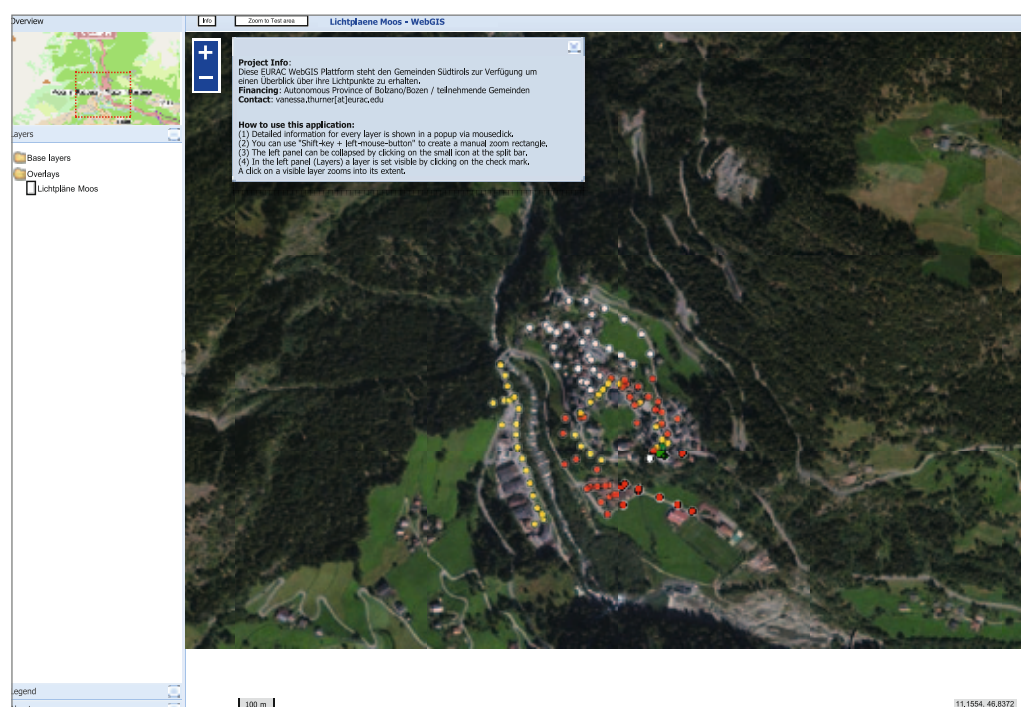 Overview
Info
Zoom to Test area
Lichtplaene Moos - WebGIS
Project Info:
Diese EURAC WebGIS Plattform steht den Gemeinden Südtirols zur Verfügung um
einen Überblick über ihre Lichtpunkte zu erhalten.
Financing: Autonomous Province of Bolzano/Bozen / teilnehmende Gemeinden
Contact: vanessa.thurner[at]eurac.edu
How to use this application:
(1) Detailed information for every layer is shown in a popup via mouseclick.
(2) You can use "Shift-key + left-mouse-button" to create a manual zoom rectangle.
(3) The left panel can be collapsed by clicking on the small icon at the split bar.
(4) In the left panel (Layers) a layer is set visible by clicking on the check mark.
A click on a visible layer zooms into its extent.
Layers
Base layers
Overlays
Lichtpläne Moos
Legend
100 m
11,1554, 46,8372